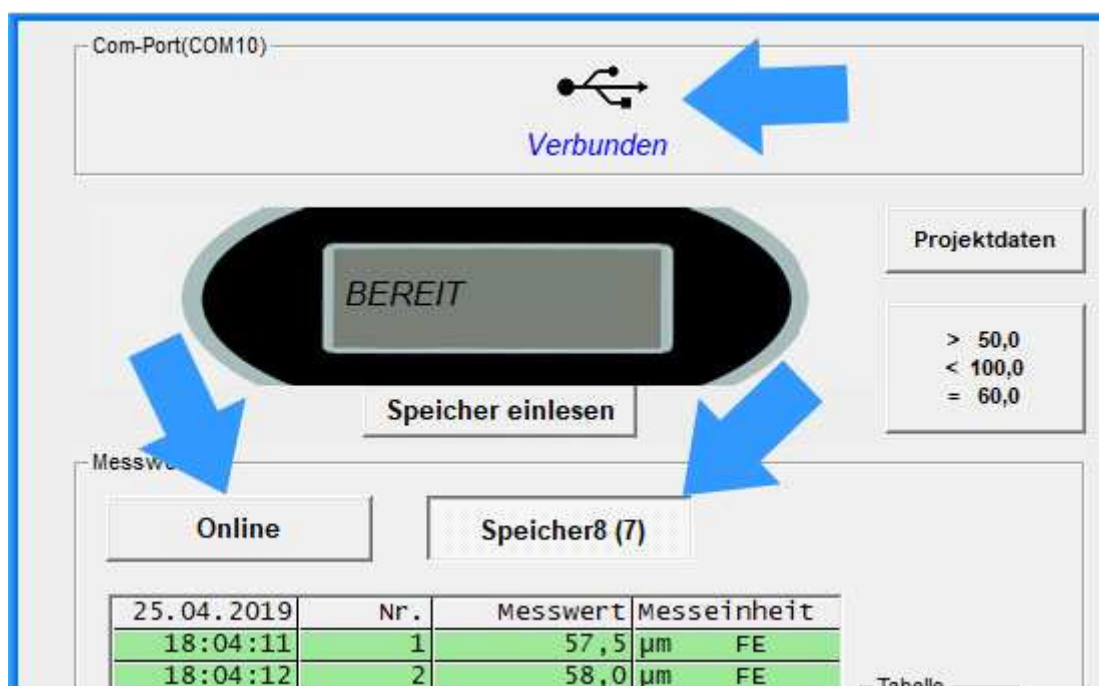 Com-Port(COM10)
Verbunden
BEREIT
Projektdaten
> 50,0
< 100,0
= 60,0
Speicher einlesen
Online
Speicher8 (7)
25.04.2019 Nr. Messwert Messeinheit
18:04:11 1 57,5 µm FE
18:04:12 2 58,0 µm FE
Tabelle